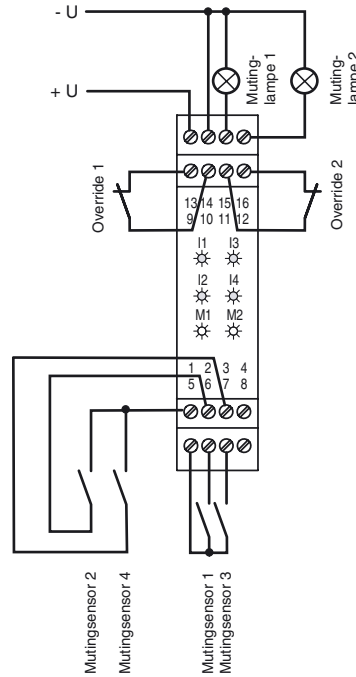 - U
+ U
Muting-
lampe 1
Muting-
lampe 2
Override 1
Override 2
13 14 15 16
9 10 11 12
I1 I3
I2 I4
M1 M2
1 2 3 4
5 6 7 8
Mutingsensor 2
Mutingsensor 4
Mutingsensor 1
Mutingsensor 3